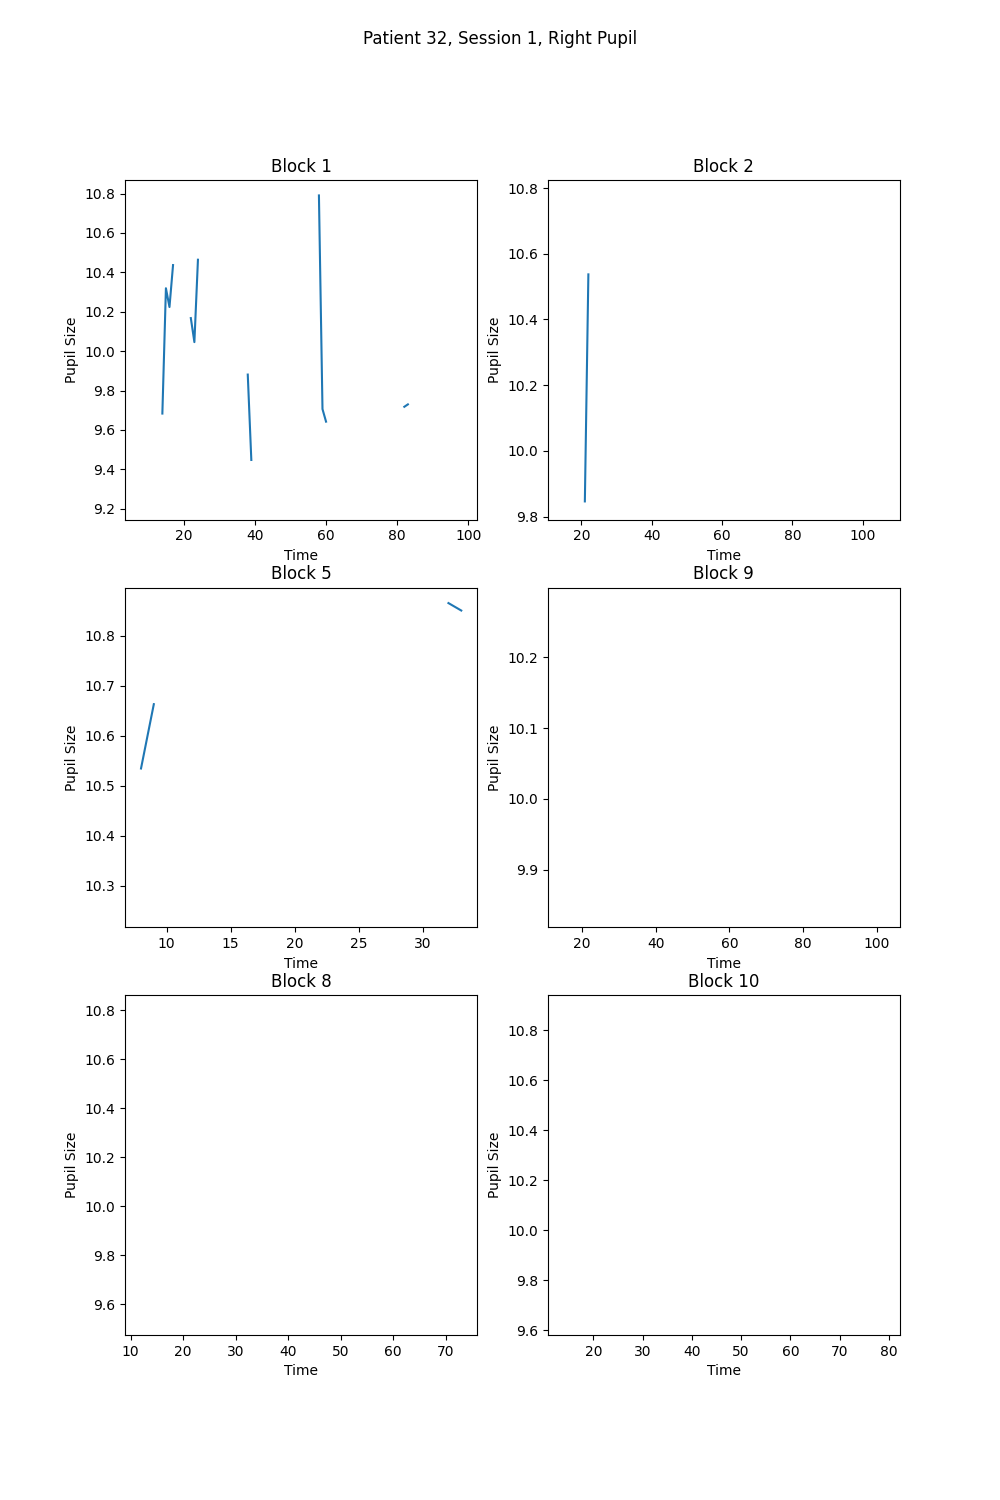 Patient 32, Session 1, Right Pupil
Block 1
Pupil Size
10.8
10.6
10.4
10.2
10.0
9.8
9.6
9.4
9.2
20 40 60 80 100
Time
Block 2
Pupil Size
10.8
10.6
10.4
10.2
10.0
9.8
20 40 60 80 100
Time
Block 5
Pupil Size
10.8
10.7
10.6
10.5
10.4
10.3
10 15 20 25 30
Time
Block 9
Pupil Size
10.2
10.1
10.0
9.9
20 40 60 80 100
Time
Block 8
Pupil Size
10.8
10.6
10.4
10.2
10.0
9.8
9.6
10 20 30 40 50 60 70
Time
Block 10
Pupil Size
10.8
10.6
10.4
10.2
10.0
9.8
9.6
20 30 40 50 60 70 80
Time